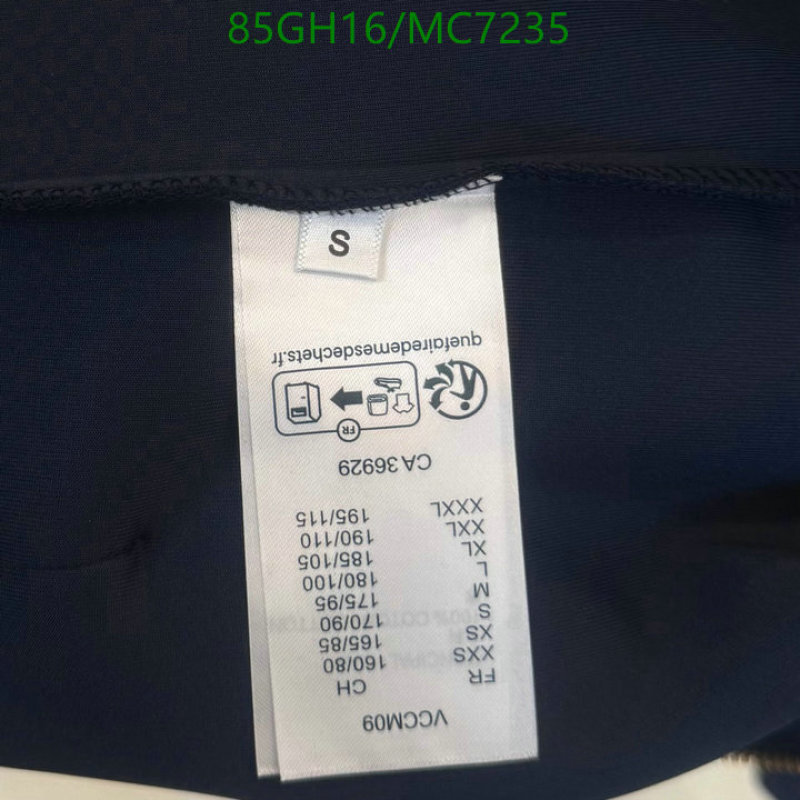 85GH16/MC7235
S
VCCM09
FR CH
XXS 160/80
XS 165/85
S 170/90
M 175/95
L 180/100
XL 185/105
XXL 190/110
XXXL 195/115
CA 36929
FR
quefairedemesdechets.fr